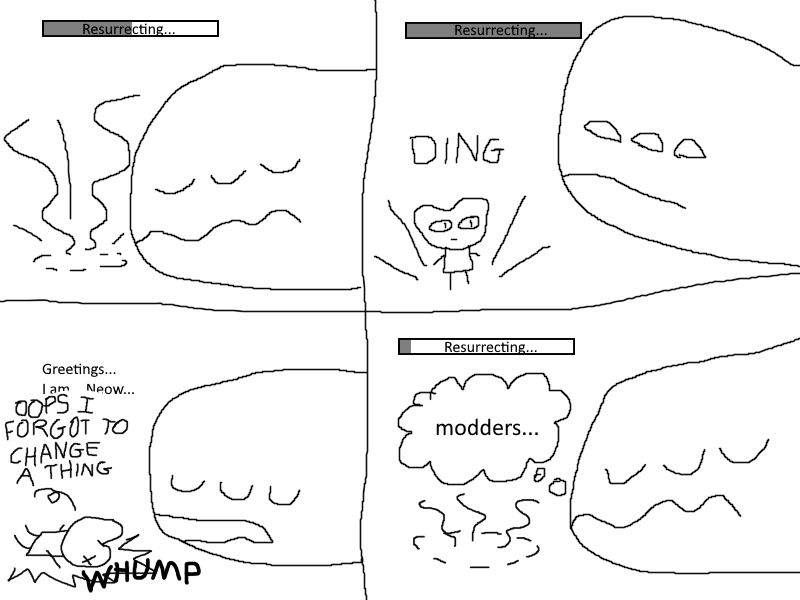 Resurrecting...
Resurrecting...
DING
Greetings...
I am Neow...
OOPS I
FORGOT TO
CHANGE
A THING
WHUMP
Resurrecting...
modders...